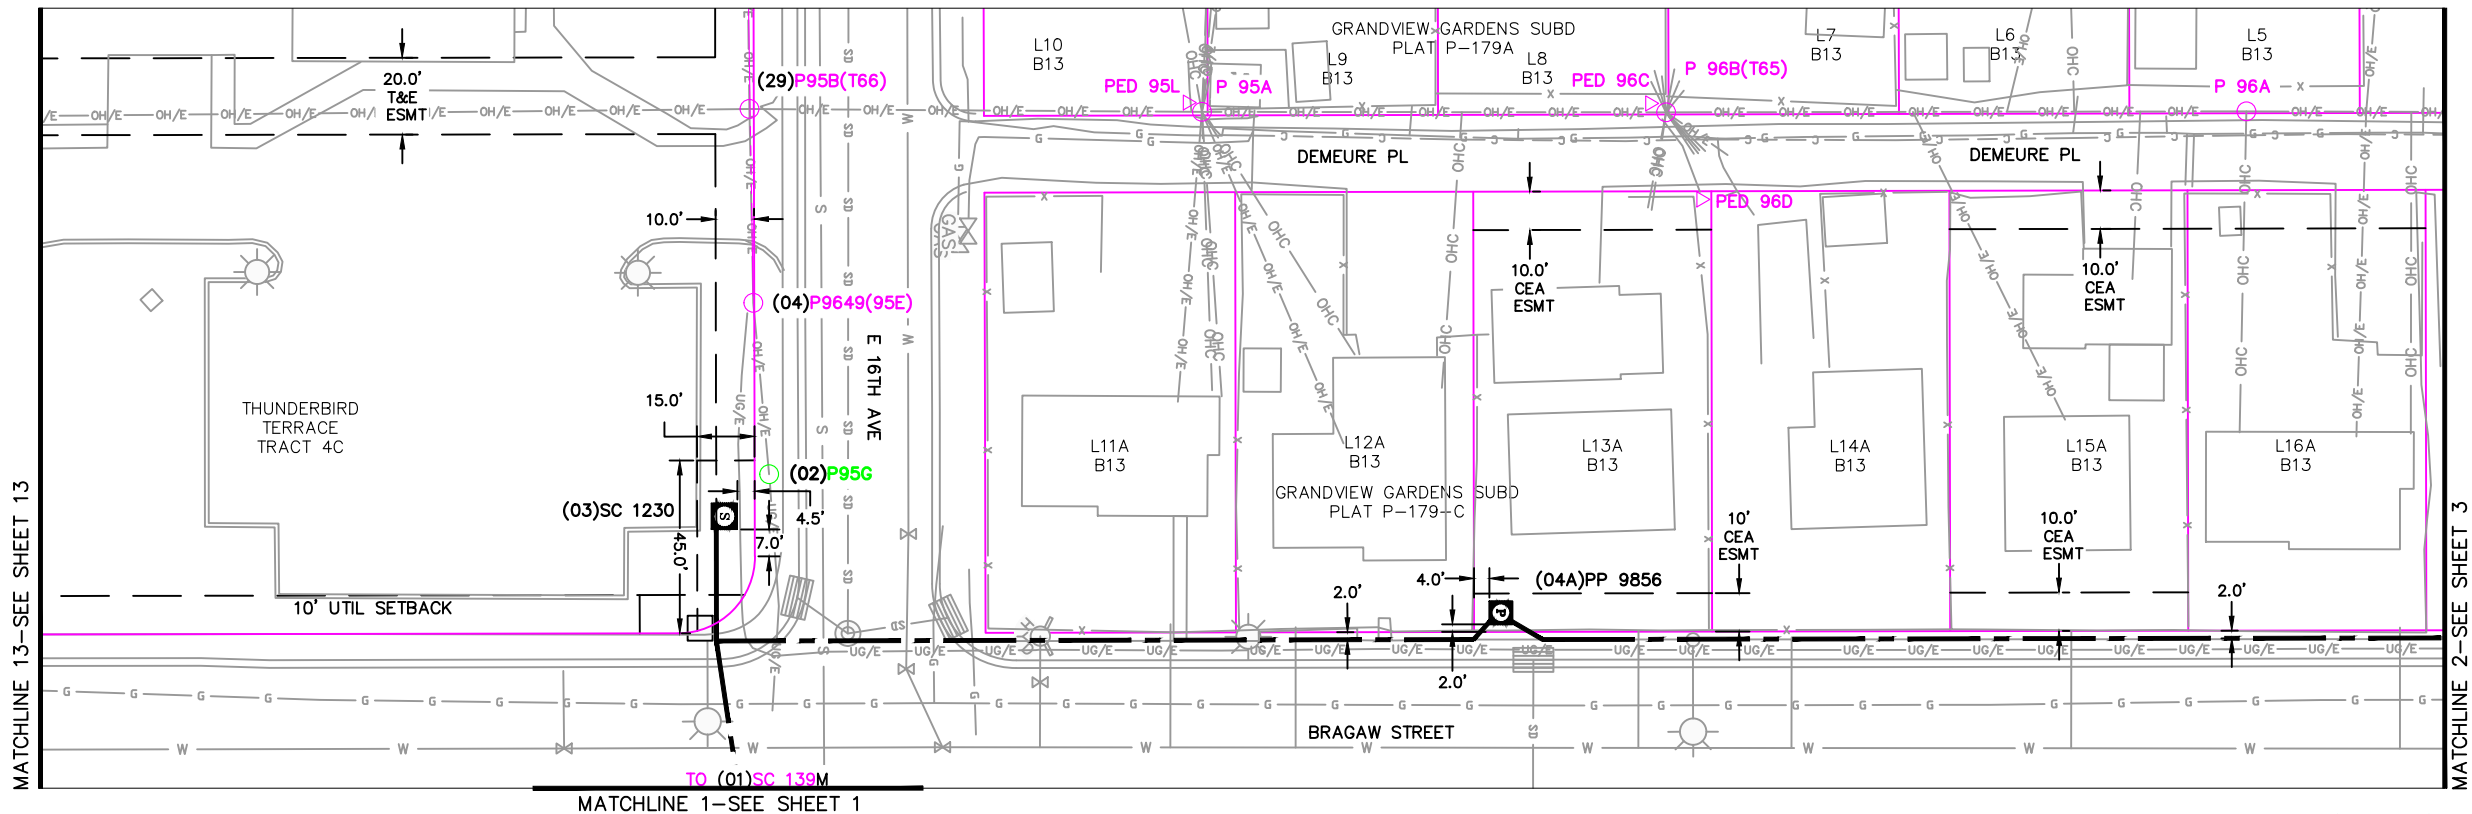 GRANDVIEW GARDENS SUBD
PLAT P-179A
L10
B13
L9
B13
L8
B13
L7
B13
L6
B13
L5
B13
20.0'
T&E
ESMT
(29)P95B(T66)
PED 95L
P 95A
PED 96C
P 96B(T65)
P 96A
DEMEURE PL
DEMEURE PL
PED 96D
10.0'
10.0'
CEA
ESMT
10.0'
CEA
ESMT
(04)P9649(95E)
E 16TH AVE
GAS
15.0'
THUNDERBIRD
TERRACE
TRACT 4C
(02)P95G
(03)SC 1230
S
4.5'
7.0'
45.0'
L11A
B13
L12A
B13
L13A
B13
L14A
B13
L15A
B13
L16A
B13
GRANDVIEW GARDENS SUBD
PLAT P-179-C
10'
CEA
ESMT
10.0'
CEA
ESMT
4.0'
(04A)PP 9856
P
2.0'
2.0'
2.0'
10' UTIL SETBACK
HYD
OH/E
OHC
UG/E
SD
S
W
G
C
X
BRAGAW STREET
TO (01)SC 139M
MATCHLINE 1-SEE SHEET 1
MATCHLINE 13-SEE SHEET 13
MATCHLINE 2-SEE SHEET 3